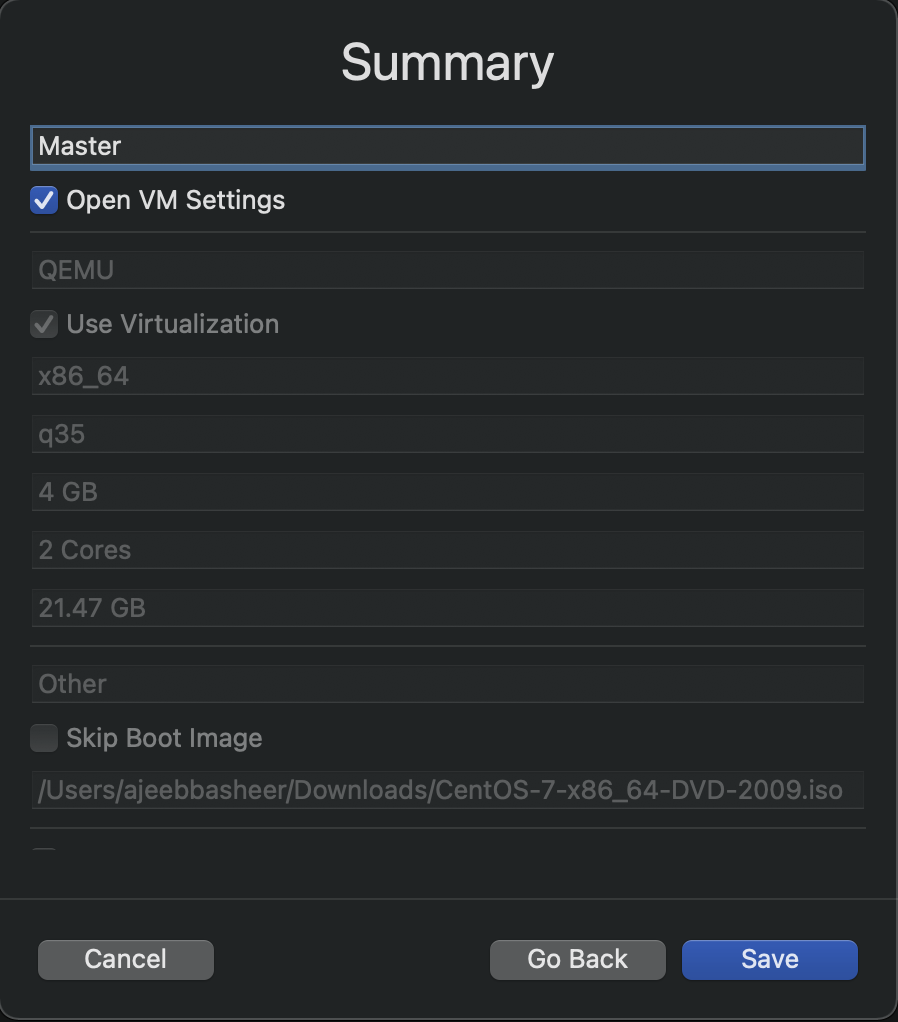 Summary
Master
Open VM Settings
QEMU
Use Virtualization
x86_64
q35
4 GB
2 Cores
21.47 GB
Other
Skip Boot Image
/Users/ajeebbasheer/Downloads/CentOS-7-x86_64-DVD-2009.iso
Cancel
Go Back
Save